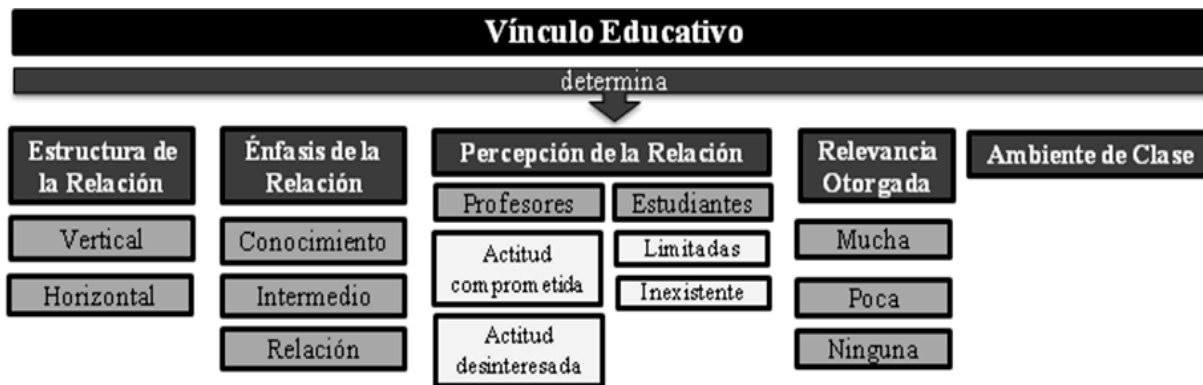 Vínculo Educativo
determina
Estructura de
la Relación
Vertical
Horizontal
Énfasis de la
Relación
Conocimiento
Intermedio
Relación
Percepción de la Relación
Profesores
Actitud
comprometida
Actitud
desinteresada
Estudiantes
Limitadas
Inexistente
Relevancia
Otorgada
Mucha
Poca
Ninguna
Ambiente de Clase